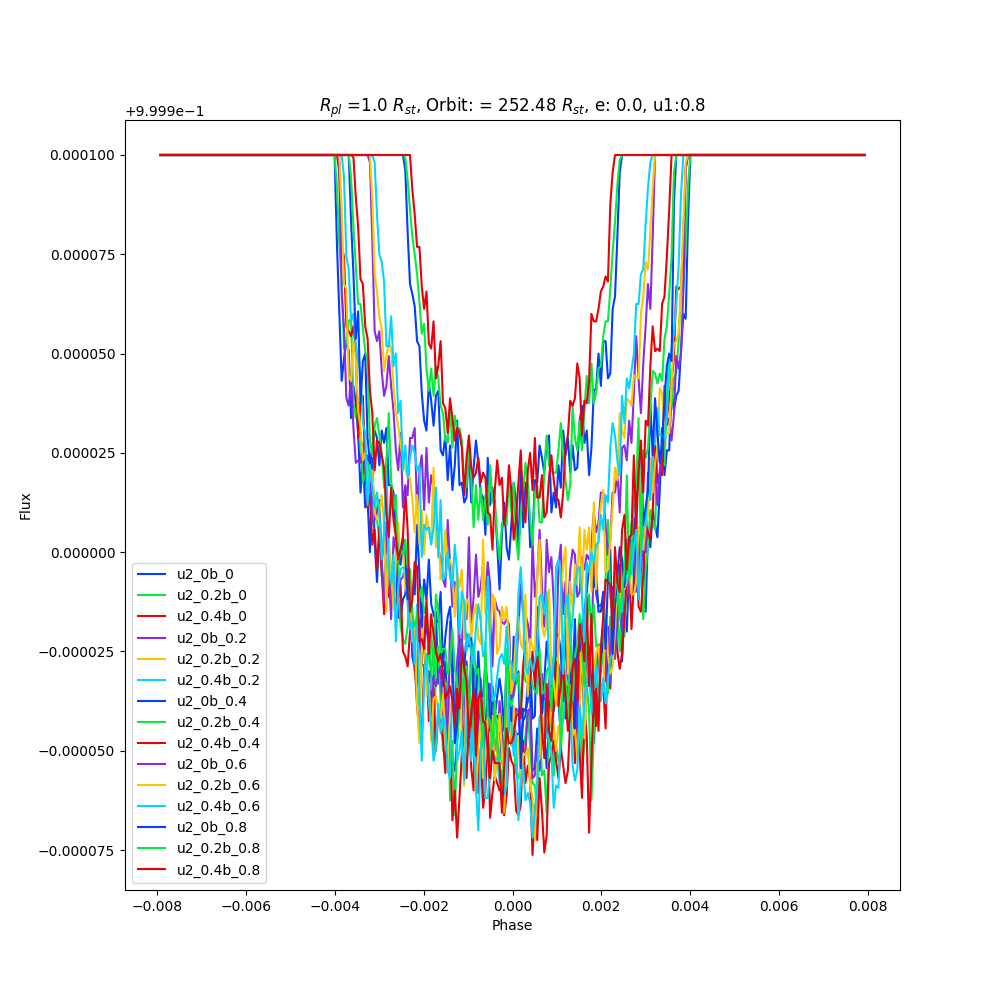 R_pl =1.0 R_st, Orbit: = 252.48 R_st, e: 0.0, u1:0.8
+9.999e−1
0.000100
0.000075
0.000050
0.000025
0.000000
−0.000025
−0.000050
−0.000075
Flux
u2_0b_0
u2_0.2b_0
u2_0.4b_0
u2_0b_0.2
u2_0.2b_0.2
u2_0.4b_0.2
u2_0b_0.4
u2_0.2b_0.4
u2_0.4b_0.4
u2_0b_0.6
u2_0.2b_0.6
u2_0.4b_0.6
u2_0b_0.8
u2_0.2b_0.8
u2_0.4b_0.8
−0.008 −0.006 −0.004 −0.002 0.000 0.002 0.004 0.006 0.008
Phase